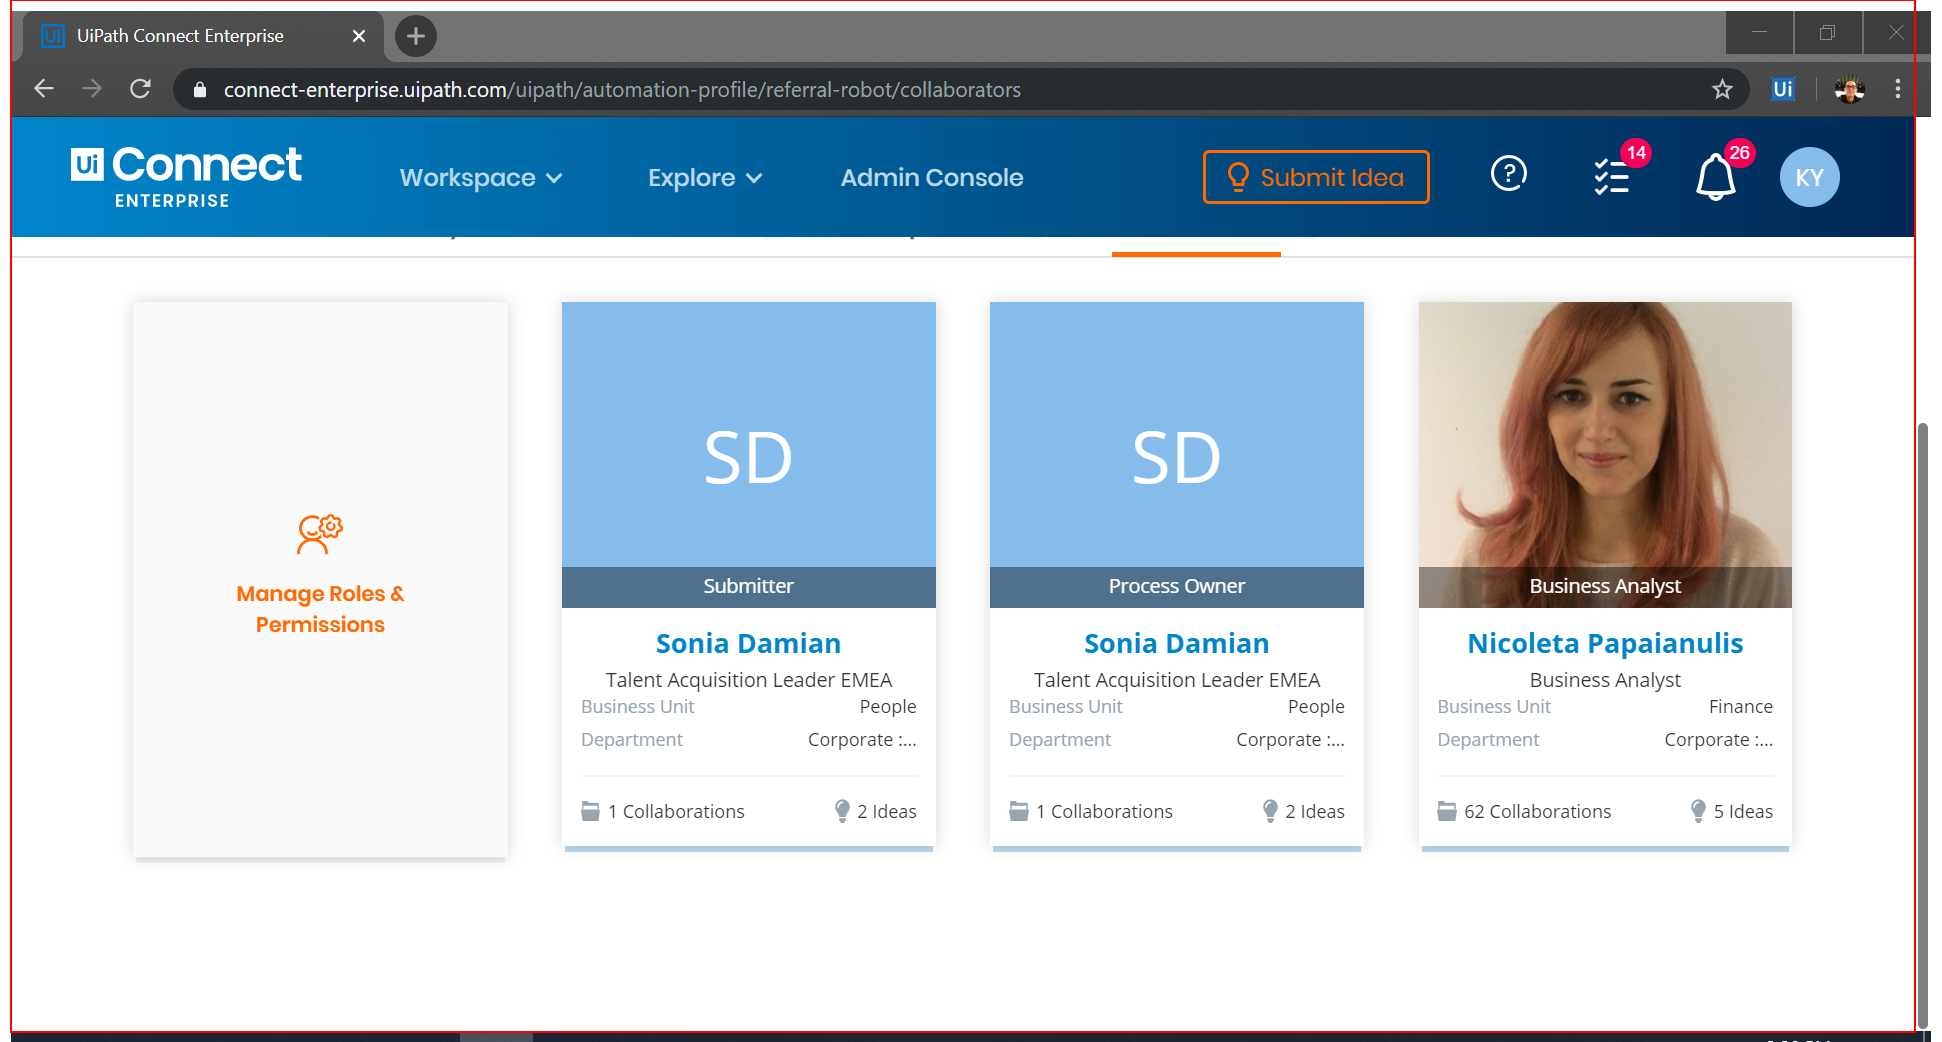 Ui UiPath Connect Enterprise
connect-enterprise.uipath.com/uipath/automation-profile/referral-robot/collaborators
Ui
Ui Connect
ENTERPRISE
Workspace
Explore
Admin Console
Submit Idea
?
14
26
KY
Manage Roles &
Permissions
SD
Submitter
Sonia Damian
Talent Acquisition Leader EMEA
Business Unit People
Department Corporate :...
1 Collaborations 2 Ideas
SD
Process Owner
Sonia Damian
Talent Acquisition Leader EMEA
Business Unit People
Department Corporate :...
1 Collaborations 2 Ideas
Business Analyst
Nicoleta Papaianulis
Business Analyst
Business Unit Finance
Department Corporate :...
62 Collaborations 5 Ideas